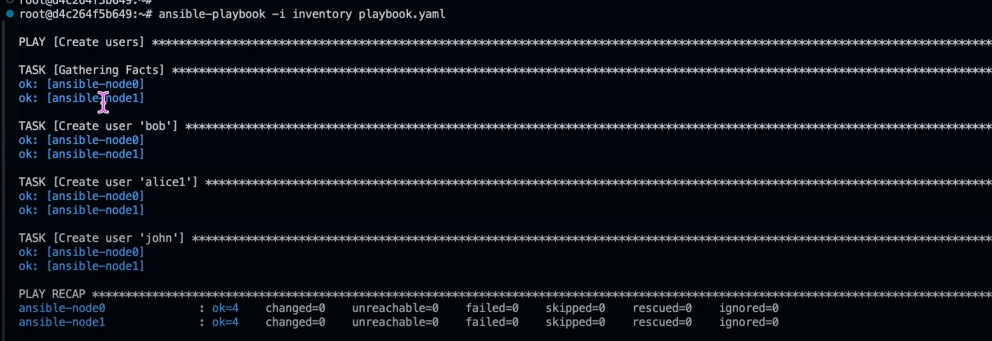 root@d4c264f5b649:~#
root@d4c264f5b649:~# ansible-playbook -i inventory playbook.yaml
PLAY [Create users] ****************************************************************************************************************************
TASK [Gathering Facts] *************************************************************************************************************************
ok: [ansible-node0]
ok: [ansible-node1]
TASK [Create user 'bob'] ***********************************************************************************************************************
ok: [ansible-node0]
ok: [ansible-node1]
TASK [Create user 'alice1'] ********************************************************************************************************************
ok: [ansible-node0]
ok: [ansible-node1]
TASK [Create user 'john'] **********************************************************************************************************************
ok: [ansible-node0]
ok: [ansible-node1]
PLAY RECAP *************************************************************************************************************************************
ansible-node0 : ok=4 changed=0 unreachable=0 failed=0 skipped=0 rescued=0 ignored=0
ansible-node1 : ok=4 changed=0 unreachable=0 failed=0 skipped=0 rescued=0 ignored=0